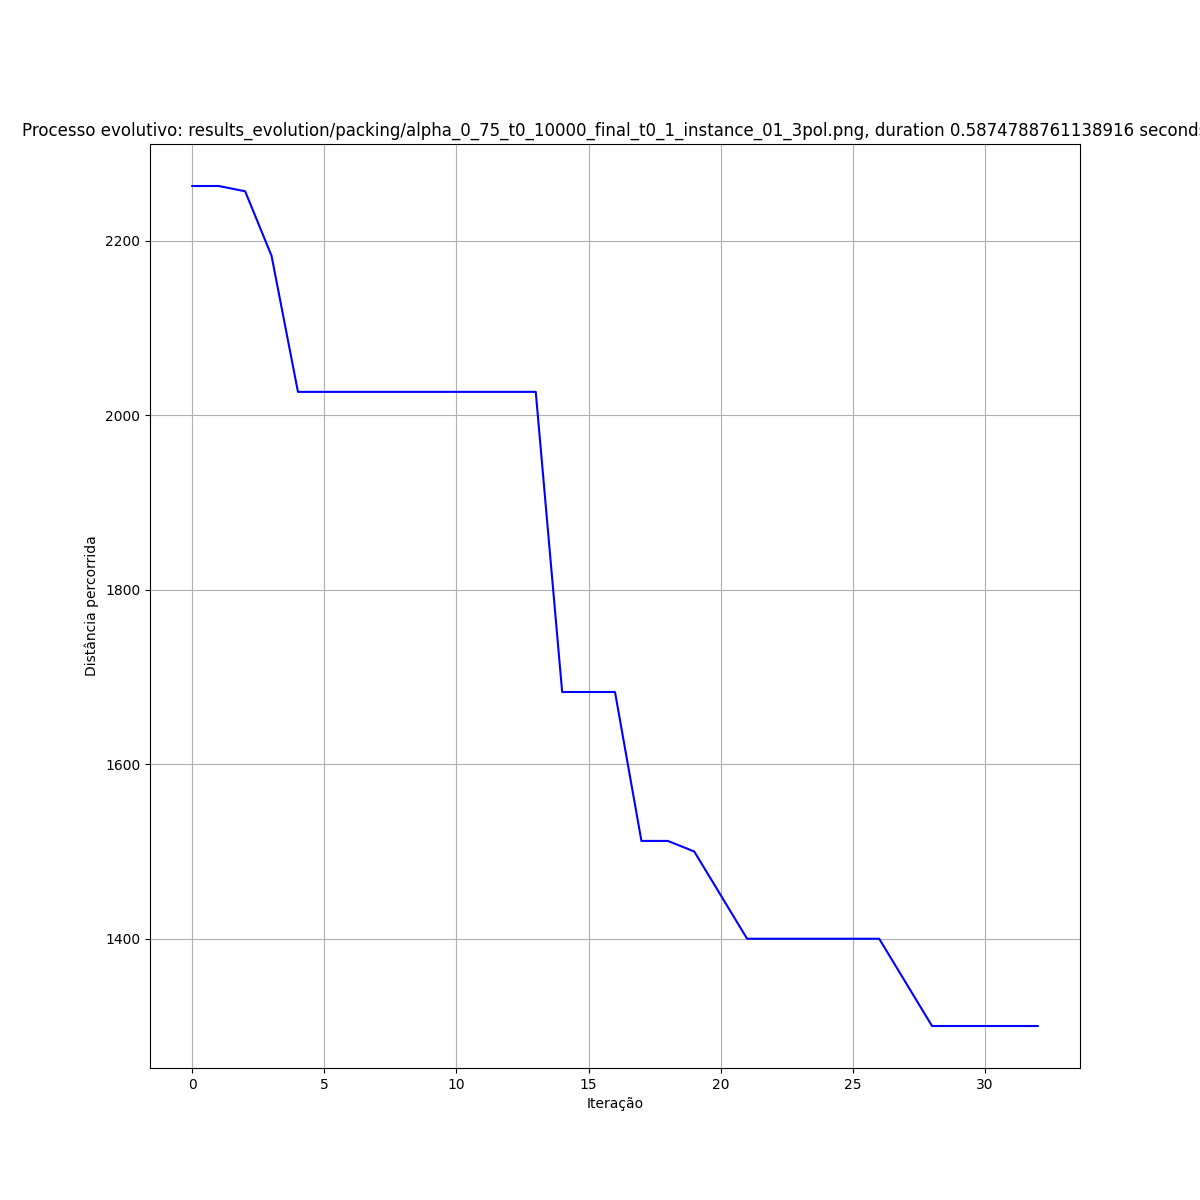 Processo evolutivo: results_evolution/packing/alpha_0_75_t0_10000_final_t0_1_instance_01_3pol.png, duration 0.5874788761138916 seconds
2200
2000
1800
1600
1400
Distância percorrida
0 5 10 15 20 25 30
Iteração